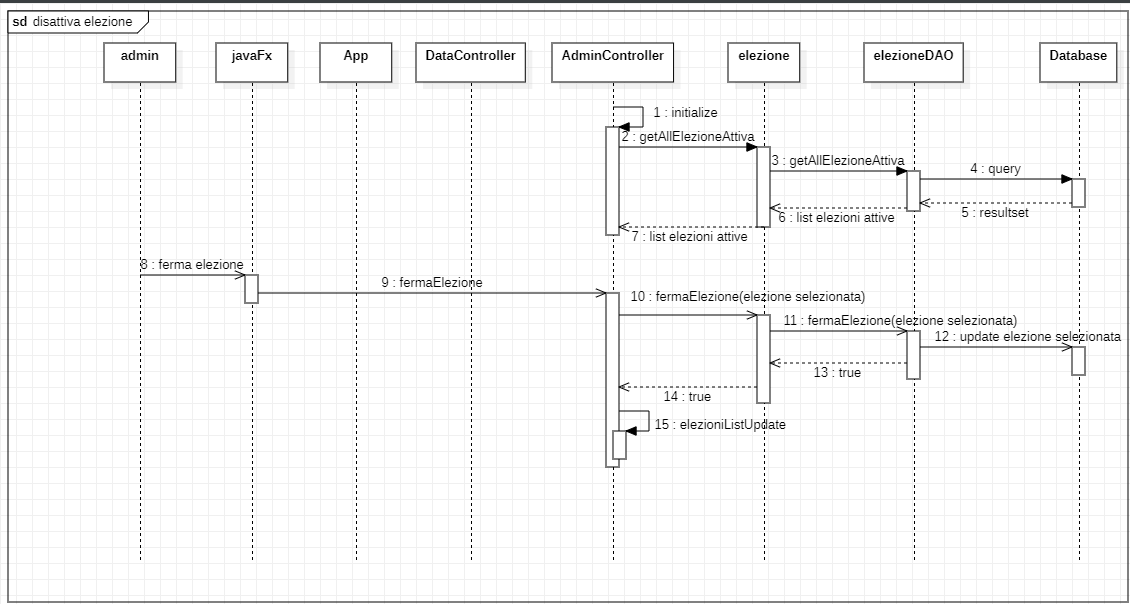 sd disattiva elezione
admin
javaFx
App
DataController
AdminController
elezione
elezioneDAO
Database
1 : initialize
2 : getAllElezioneAttiva
3 : getAllElezioneAttiva
4 : query
5 : resultset
6 : list elezioni attive
7 : list elezioni attive
8 : ferma elezione
9 : fermaElezione
10 : fermaElezione(elezione selezionata)
11 : fermaElezione(elezione selezionata)
12 : update elezione selezionata
13 : true
14 : true
15 : elezioniListUpdate